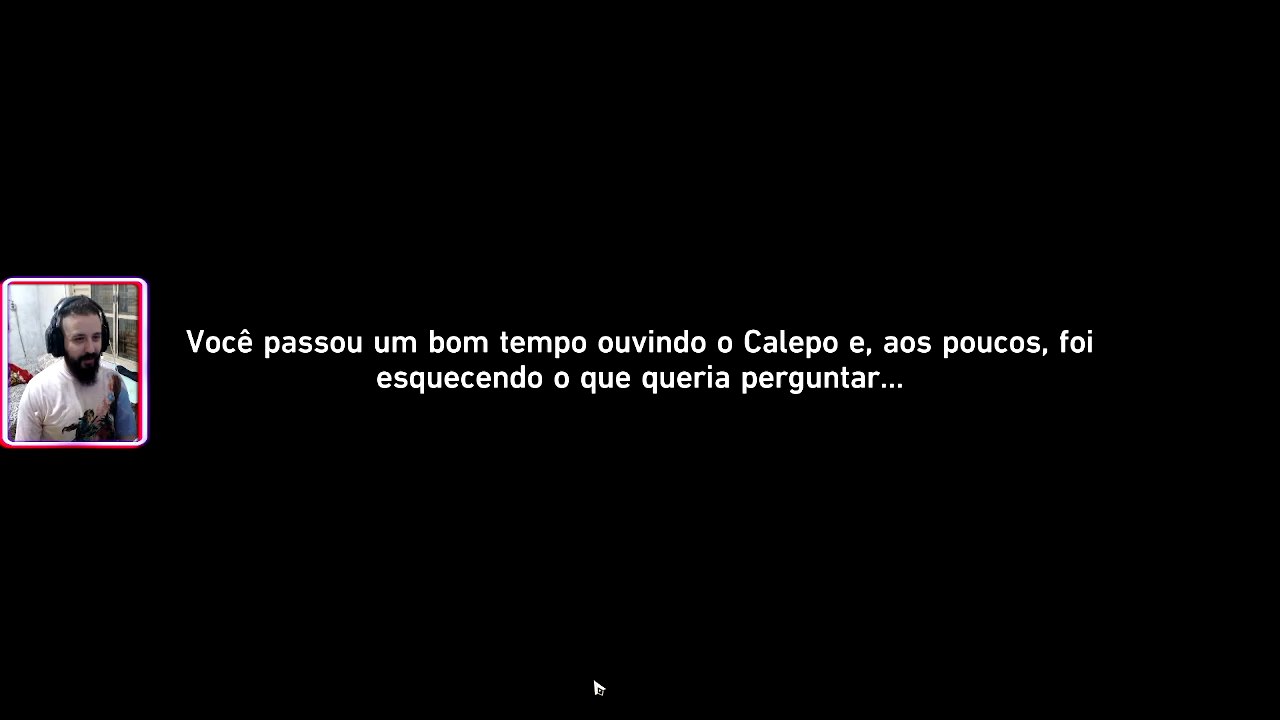 Você passou um bom tempo ouvindo o Calepo e, aos poucos, foi
esquecendo o que queria perguntar...